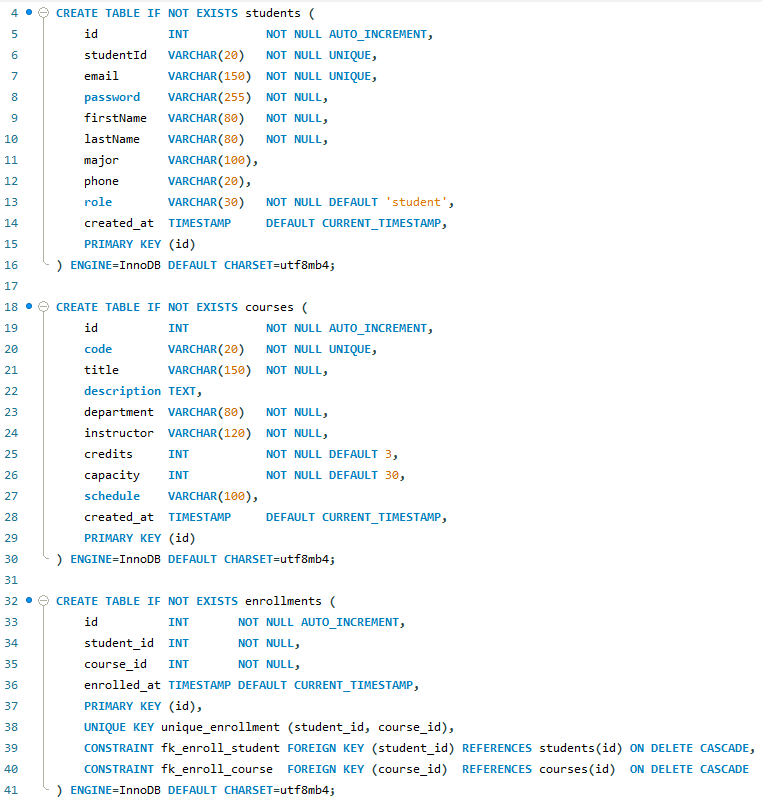 4 CREATE TABLE IF NOT EXISTS students (
5 id INT NOT NULL AUTO_INCREMENT,
6 studentId VARCHAR(20) NOT NULL UNIQUE,
7 email VARCHAR(150) NOT NULL UNIQUE,
8 password VARCHAR(255) NOT NULL,
9 firstName VARCHAR(80) NOT NULL,
10 lastName VARCHAR(80) NOT NULL,
11 major VARCHAR(100),
12 phone VARCHAR(20),
13 role VARCHAR(30) NOT NULL DEFAULT 'student',
14 created_at TIMESTAMP DEFAULT CURRENT_TIMESTAMP,
15 PRIMARY KEY (id)
16 ) ENGINE=InnoDB DEFAULT CHARSET=utf8mb4;
17
18 CREATE TABLE IF NOT EXISTS courses (
19 id INT NOT NULL AUTO_INCREMENT,
20 code VARCHAR(20) NOT NULL UNIQUE,
21 title VARCHAR(150) NOT NULL,
22 description TEXT,
23 department VARCHAR(80) NOT NULL,
24 instructor VARCHAR(120) NOT NULL,
25 credits INT NOT NULL DEFAULT 3,
26 capacity INT NOT NULL DEFAULT 30,
27 schedule VARCHAR(100),
28 created_at TIMESTAMP DEFAULT CURRENT_TIMESTAMP,
29 PRIMARY KEY (id)
30 ) ENGINE=InnoDB DEFAULT CHARSET=utf8mb4;
31
32 CREATE TABLE IF NOT EXISTS enrollments (
33 id INT NOT NULL AUTO_INCREMENT,
34 student_id INT NOT NULL,
35 course_id INT NOT NULL,
36 enrolled_at TIMESTAMP DEFAULT CURRENT_TIMESTAMP,
37 PRIMARY KEY (id),
38 UNIQUE KEY unique_enrollment (student_id, course_id),
39 CONSTRAINT fk_enroll_student FOREIGN KEY (student_id) REFERENCES students(id) ON DELETE CASCADE,
40 CONSTRAINT fk_enroll_course FOREIGN KEY (course_id) REFERENCES courses(id) ON DELETE CASCADE
41 ) ENGINE=InnoDB DEFAULT CHARSET=utf8mb4;